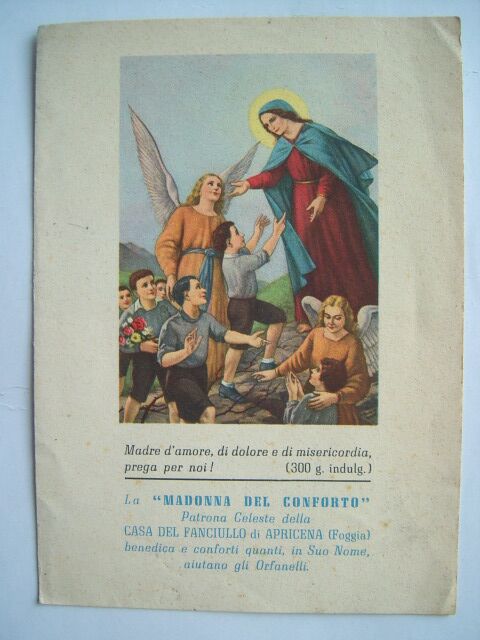 Madre d'amore, di dolore e di misericordia,
prega per noi! (300 g. indulg.)
La “MADONNA DEL CONFORTO”
Patrona Celeste della
CASA DEL FANCIULLO di APRICENA (Foggia)
benedica e conforti quanti, in Suo Nome,
aiutano gli Orfanelli.